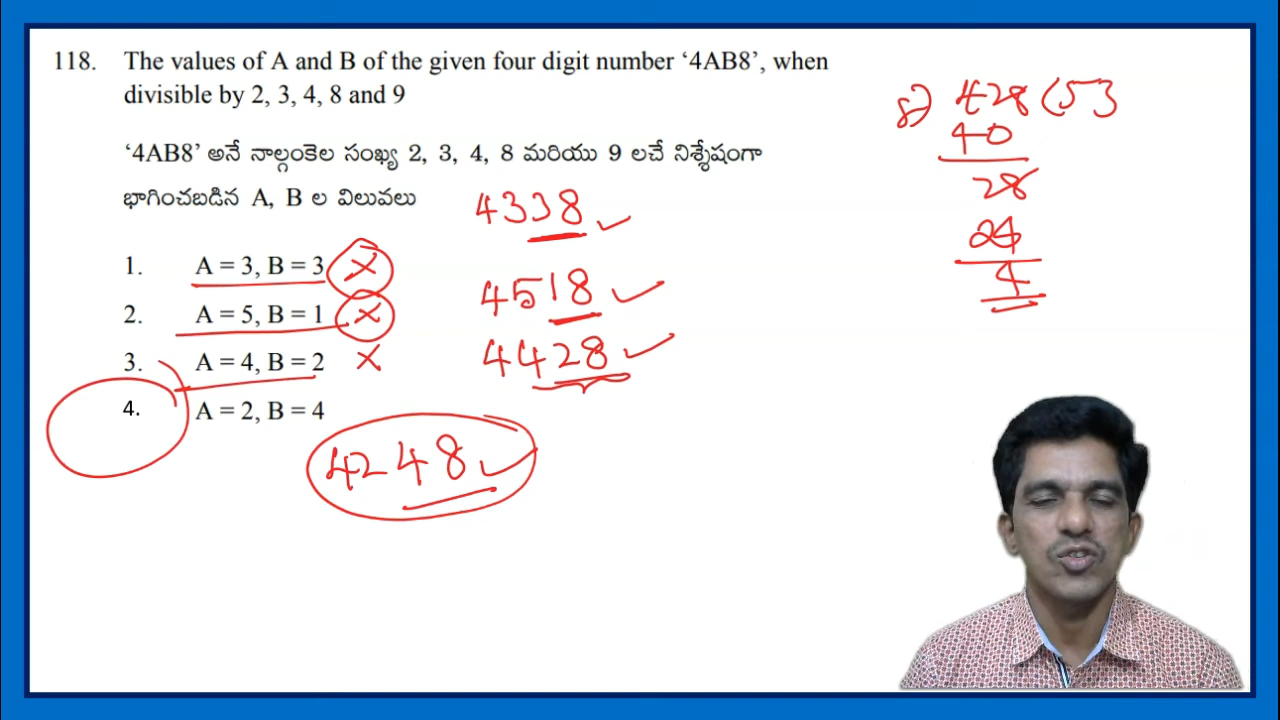 118. The values of A and B of the given four digit number ‘4AB8’, when
divisible by 2, 3, 4, 8 and 9
‘4AB8’ అనే నాల్గంకెల సంఖ్య 2, 3, 4, 8 మరియు 9 లచే నిశ్శేషంగా
భాగించబడిన A, B ల విలువలు
1. A = 3, B = 3 ×
2. A = 5, B = 1 ×
3. A = 4, B = 2 ×
4. A = 2, B = 4
4338 ✓
4518 ✓
4428 ✓
4248 ✓
8) 428 (53
40
28
24
4